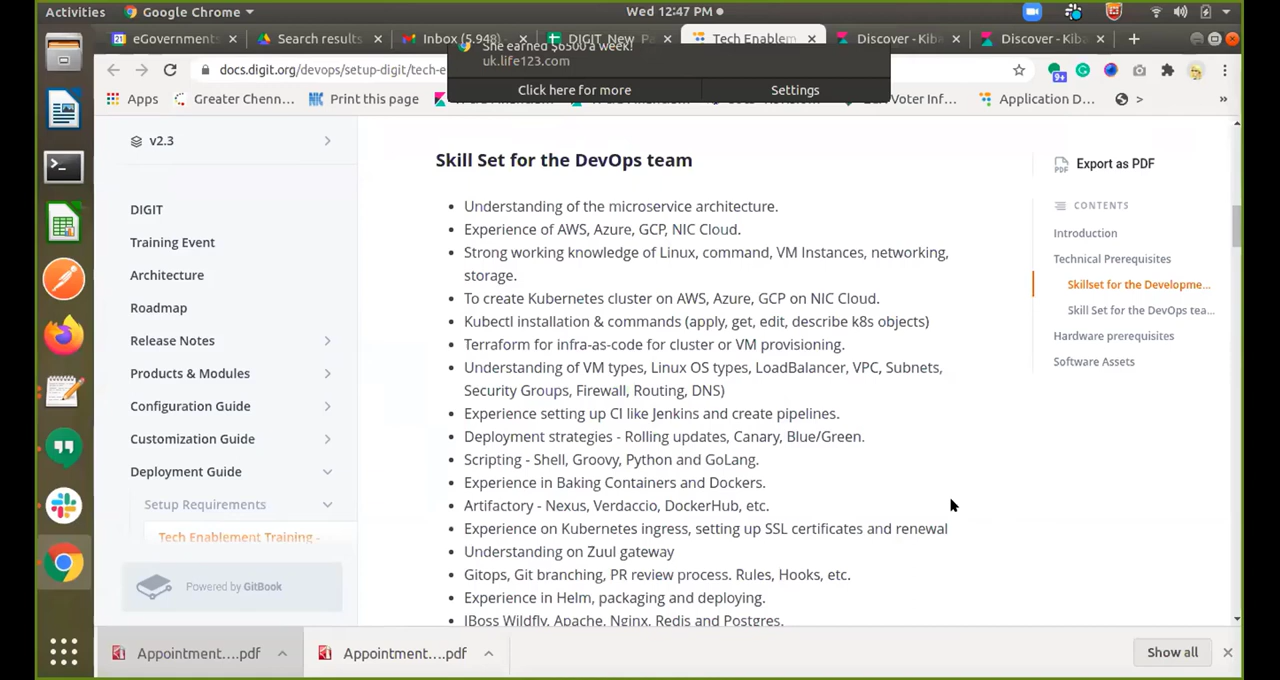 Activities
Google Chrome
Wed 12:47 PM
eGovernments
Search results
Inbox (5,948)
DIGIT_New_Pa
Tech Enablem
Discover - Kiba
Discover - Kiba
She earned $6500 a week!
docs.digit.org/devops/setup-digit/tech-e
uk.life123.com
9+
Click here for more
Settings
Apps
Greater Chenn...
Print this page
Voter Inf...
Application D...
v2.3
Skill Set for the DevOps team
Export as PDF
PDF
Understanding of the microservice architecture.
CONTENTS
DIGIT
Experience of AWS, Azure, GCP, NIC Cloud.
Introduction
Training Event
Strong working knowledge of Linux, command, VM Instances, networking,
storage.
Technical Prerequisites
Architecture
Skillset for the Developme...
To create Kubernetes cluster on AWS, Azure, GCP on NIC Cloud.
Roadmap
Skill Set for the DevOps tea...
Kubectl installation & commands (apply, get, edit, describe k8s objects)
Hardware prerequisites
Release Notes
Terraform for infra-as-code for cluster or VM provisioning.
Software Assets
Products & Modules
Understanding of VM types, Linux OS types, LoadBalancer, VPC, Subnets,
Security Groups, Firewall, Routing, DNS)
Configuration Guide
Experience setting up CI like Jenkins and create pipelines.
Customization Guide
Deployment strategies - Rolling updates, Canary, Blue/Green.
Scripting - Shell, Groovy, Python and GoLang.
Deployment Guide
Experience in Baking Containers and Dockers.
Setup Requirements
Artifactory - Nexus, Verdaccio, DockerHub, etc.
Experience on Kubernetes ingress, setting up SSL certificates and renewal
Tech Enablement Training -
Understanding on Zuul gateway
Gitops, Git branching, PR review process. Rules, Hooks, etc.
Powered by GitBook
Experience in Helm, packaging and deploying.
JBoss Wildfly, Apache, Nginx, Redis and Postgres.
Appointment....pdf
Appointment....pdf
Show all